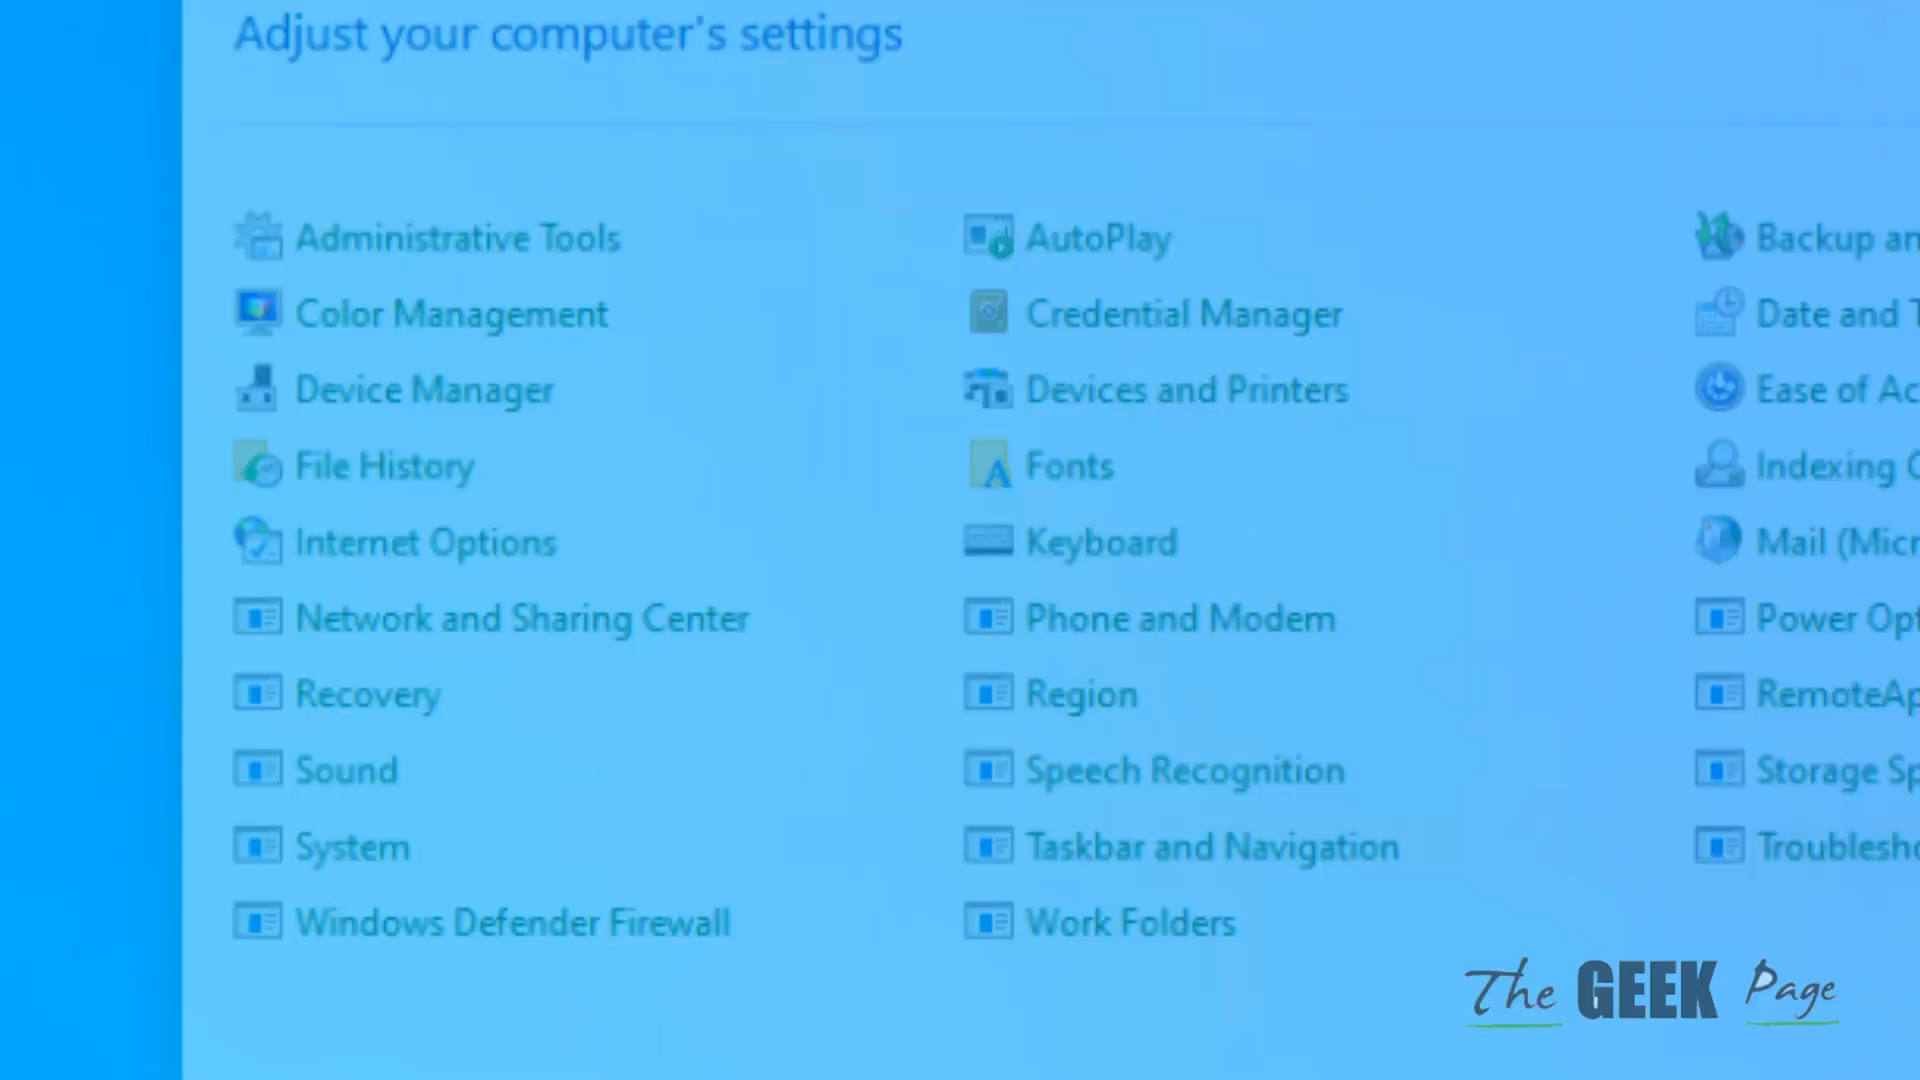 Adjust your computer's settings
Administrative Tools
AutoPlay
Backup an
Color Management
Credential Manager
Date and T
Device Manager
Devices and Printers
Ease of Ac
File History
Fonts
Indexing
Internet Options
Keyboard
Mail (Micr
Network and Sharing Center
Phone and Modem
Power Opt
Recovery
Region
RemoteAp
Sound
Speech Recognition
Storage Sp
System
Taskbar and Navigation
Troublesho
Windows Defender Firewall
Work Folders
The GEEK Page